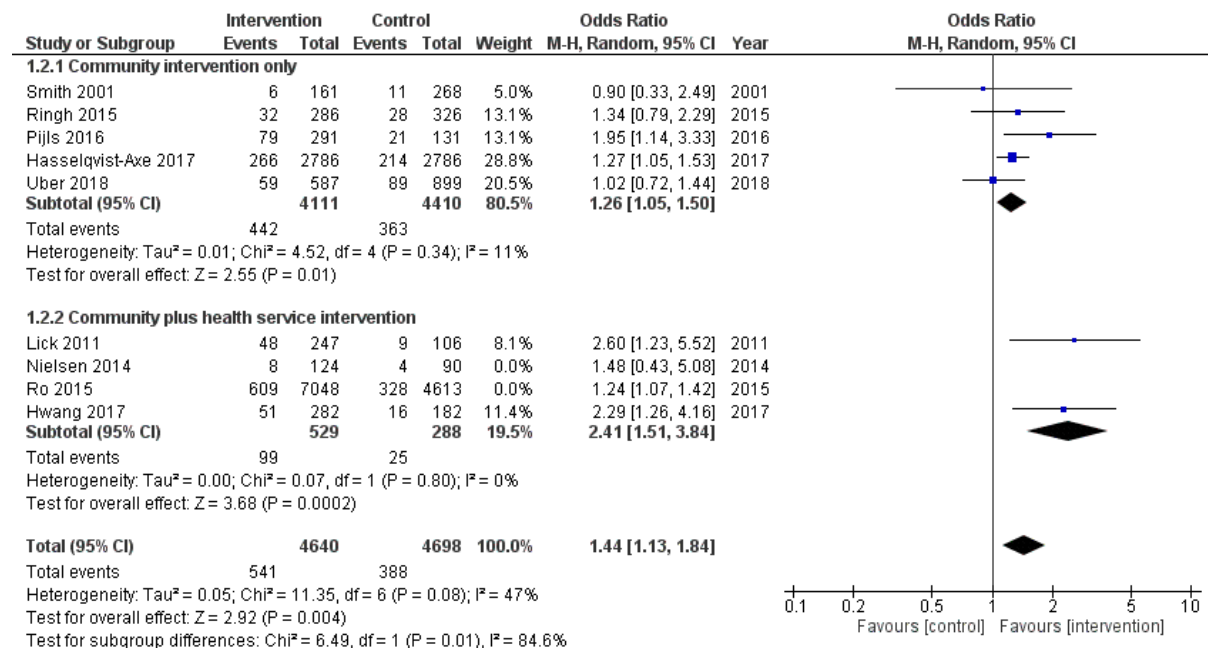 Intervention Control Odds Ratio Odds Ratio
Study or Subgroup Events Total Events Total Weight M-H, Random, 95% CI Year M-H, Random, 95% CI
1.2.1 Community intervention only
Smith 2001 6 161 11 268 5.0% 0.90 [0.33, 2.49] 2001
Ringh 2015 32 286 28 326 13.1% 1.34 [0.79, 2.29] 2015
Pijls 2016 79 291 21 131 13.1% 1.95 [1.14, 3.33] 2016
Hasselqvist-Axe 2017 266 2786 214 2786 28.8% 1.27 [1.05, 1.53] 2017
Uber 2018 59 587 89 899 20.5% 1.02 [0.72, 1.44] 2018
Subtotal (95% CI) 4111 4410 80.5% 1.26 [1.05, 1.50]
Total events 442 363
Heterogeneity: Tau² = 0.01; Chi² = 4.52, df = 4 (P = 0.34); I² = 11%
Test for overall effect: Z = 2.55 (P = 0.01)
1.2.2 Community plus health service intervention
Lick 2011 48 247 9 106 8.1% 2.60 [1.23, 5.52] 2011
Nielsen 2014 8 124 4 90 0.0% 1.48 [0.43, 5.08] 2014
Ro 2015 609 7048 328 4613 0.0% 1.24 [1.07, 1.42] 2015
Hwang 2017 51 282 16 182 11.4% 2.29 [1.26, 4.16] 2017
Subtotal (95% CI) 529 288 19.5% 2.41 [1.51, 3.84]
Total events 99 25
Heterogeneity: Tau² = 0.00; Chi² = 0.07, df = 1 (P = 0.80); I² = 0%
Test for overall effect: Z = 3.68 (P = 0.0002)
Total (95% CI) 4640 4698 100.0% 1.44 [1.13, 1.84]
Total events 541 388
Heterogeneity: Tau² = 0.05; Chi² = 11.35, df = 6 (P = 0.08); I² = 47%
Test for overall effect: Z = 2.92 (P = 0.004)
Test for subgroup differences: Chi² = 6.49, df = 1 (P = 0.01), I² = 84.6%
0.1 0.2 0.5 1 2 5 10
Favours [control] Favours [intervention]